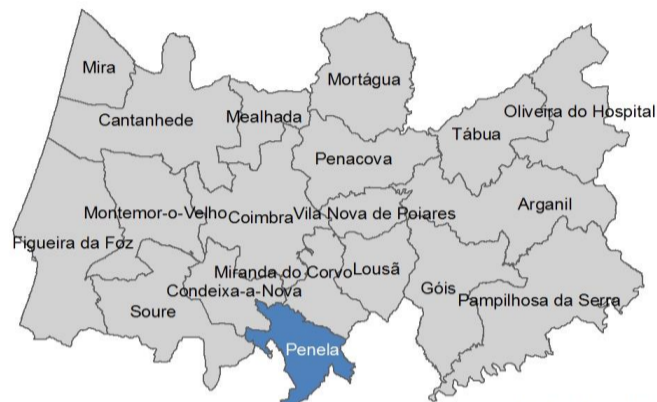 Mira
Mortágua
Cantanhede
Mealhada
Oliveira do Hospital
Tábua
Penacova
Montemor-o-Velho
Coimbra
Vila Nova de Poiares
Arganil
Figueira da Foz
Miranda do Corvo
Lousã
Condeixa-a-Nova
Góis
Pampilhosa da Serra
Soure
Penela